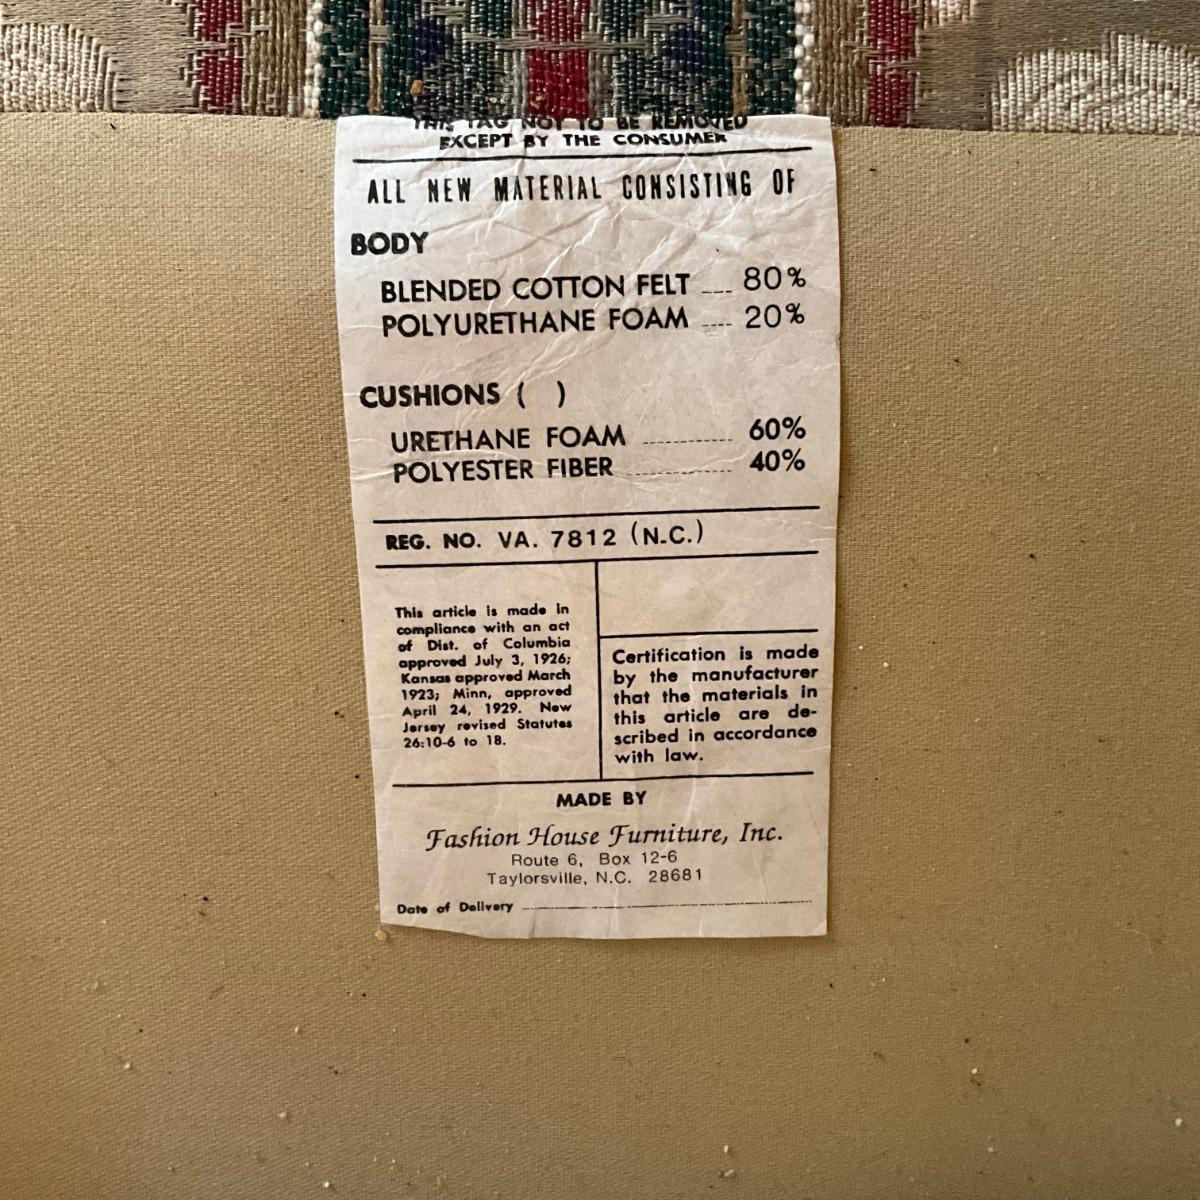 THIS TAG NOT TO BE REMOVED
EXCEPT BY THE CONSUMER
ALL NEW MATERIAL CONSISTING OF
BODY
BLENDED COTTON FELT ---- 80%
POLYURETHANE FOAM ---- 20%
CUSHIONS ( )
URETHANE FOAM ------------ 60%
POLYESTER FIBER -------------- 40%
REG. NO. VA. 7812 (N.C.)
This article is made in
compliance with an act
of Dist. of Columbia
approved July 3, 1926;
Kansas approved March
1923; Minn, approved
April 24, 1929. New
Jersey revised Statutes
26:10-6 to 18.
Certification is made
by the manufacturer
that the materials in
this article are de-
scribed in accordance
with law.
MADE BY
Fashion House Furniture, Inc.
Route 6, Box 12-6
Taylorsville, N.C. 28681
Date of Delivery